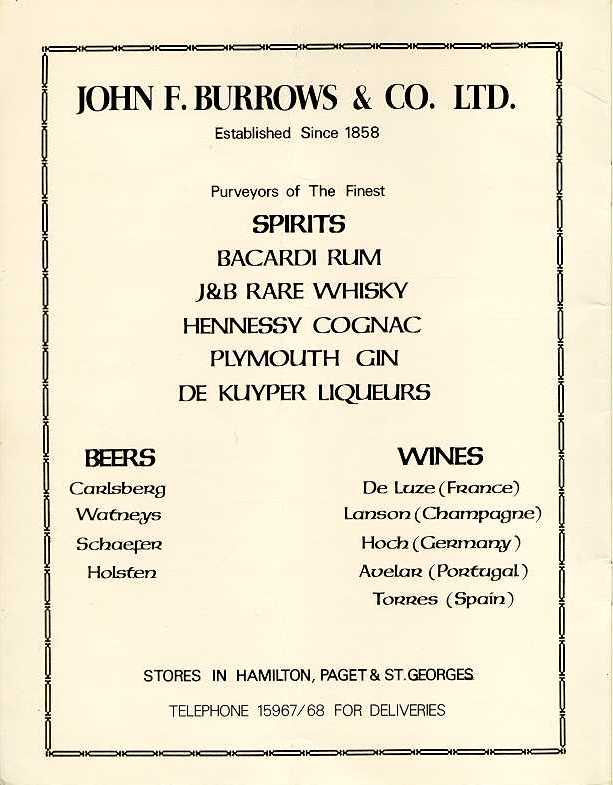 JOHN F. BURROWS & CO. LTD.
Established Since 1858
Purveyors of The Finest
SPIRITS
BACARDI RUM
J&B RARE WHISKY
HENNESSY COGNAC
PLYMOUTH GIN
DE KUYPER LIQUEURS
BEERS
Carlsberg
Watneys
Schaefer
Holsten
WINES
De Luze (France)
Lanson (Champagne)
Hoch (Germany)
Avelar (Portugal)
Torres (Spain)
STORES IN HAMILTON, PAGET & ST. GEORGES
TELEPHONE 15967/68 FOR DELIVERIES